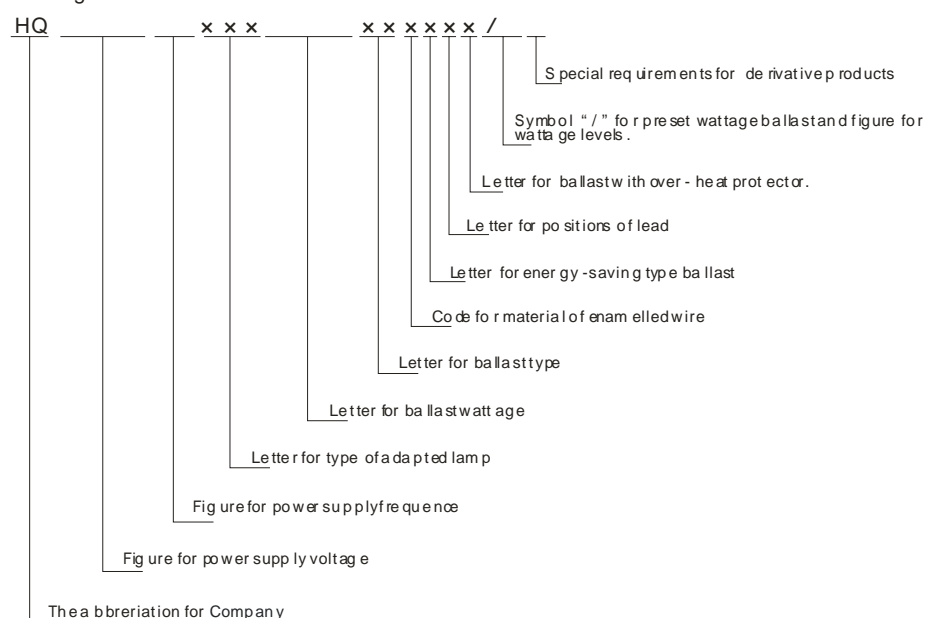 HQ ××× ×× ×××× /
Special requirements for derivative products
Symbol “/” for preset wattage ballast and figure for
wattage levels.
Letter for ballast with over-heat protector.
Letter for positions of lead
Letter for energy-saving type ballast
Code for material of enamelled wire
Letter for ballast type
Letter for ballast wattage
Letter for type of adapted lamp
Figure for power supply frequence
Figure for power supply voltage
The abbreriation for Company